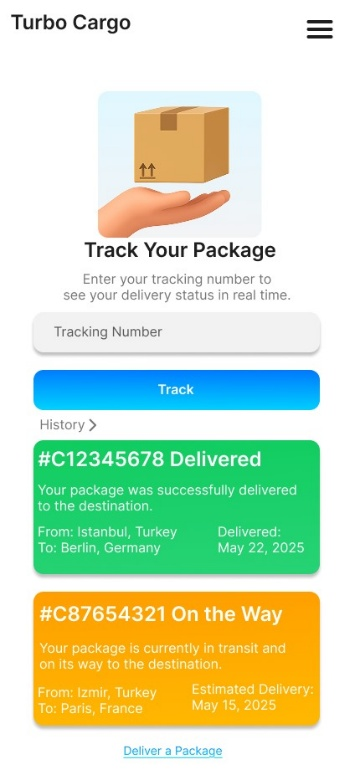 Turbo Cargo
Track Your Package
Enter your tracking number to
see your delivery status in real time.
Tracking Number
Track
History
#C12345678 Delivered
Your package was successfully delivered
to the destination.
From: Istanbul, Turkey
To: Berlin, Germany
Delivered:
May 22, 2025
#C87654321 On the Way
Your package is currently in transit and
on its way to the destination.
From: Izmir, Turkey
To: Paris, France
Estimated Delivery:
May 15, 2025
Deliver a Package